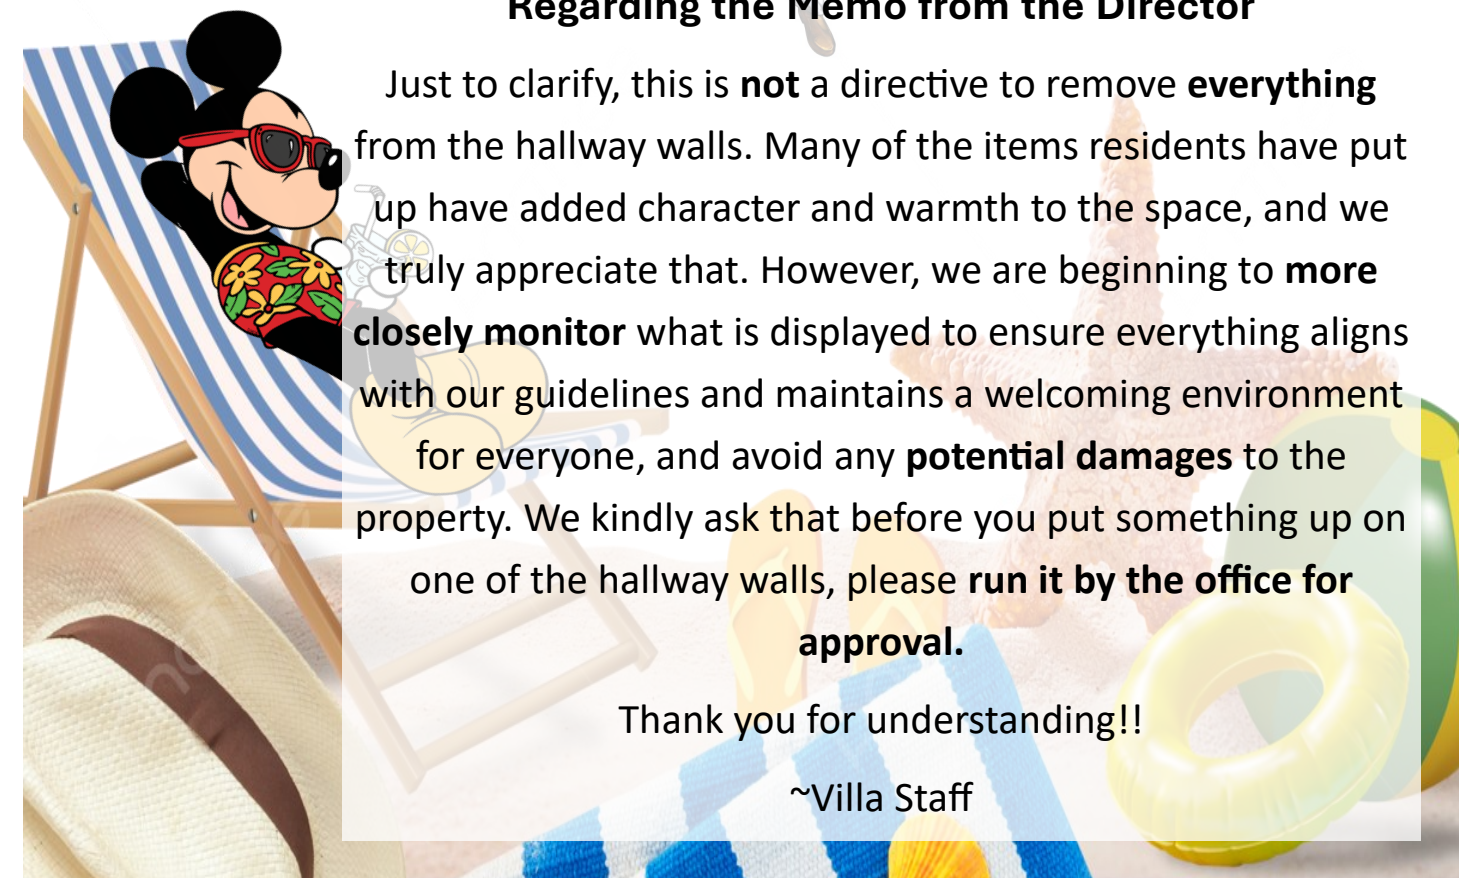 Regarding the Memo from the Director
Just to clarify, this is not a directive to remove everything
from the hallway walls. Many of the items residents have put
up have added character and warmth to the space, and we
truly appreciate that. However, we are beginning to more
closely monitor what is displayed to ensure everything aligns
with our guidelines and maintains a welcoming environment
for everyone, and avoid any potential damages to the
property. We kindly ask that before you put something up on
one of the hallway walls, please run it by the office for
approval.
Thank you for understanding!!
~Villa Staff